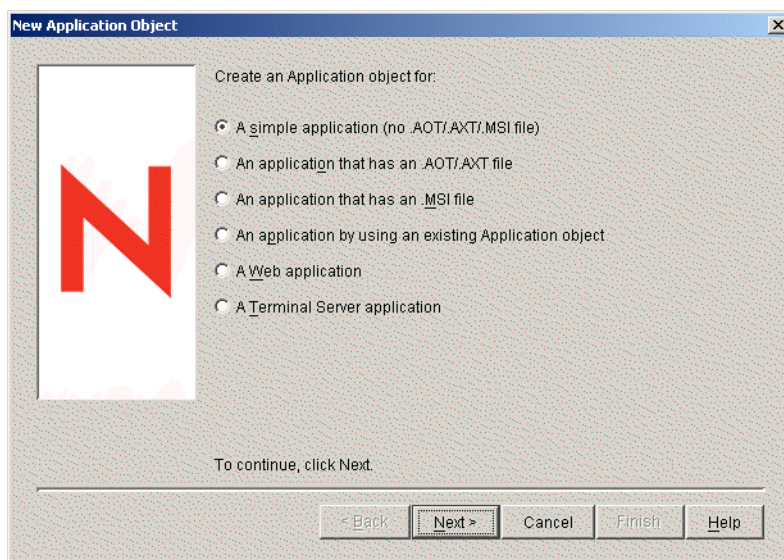 New Application Object
Create an Application object for:
A simple application (no .AOT/.AXT/.MSI file)
An application that has an .AOT/.AXT file
An application that has an .MSI file
An application by using an existing Application object
A Web application
A Terminal Server application
To continue, click Next.
< Back
Next >
Cancel
Finish
Help